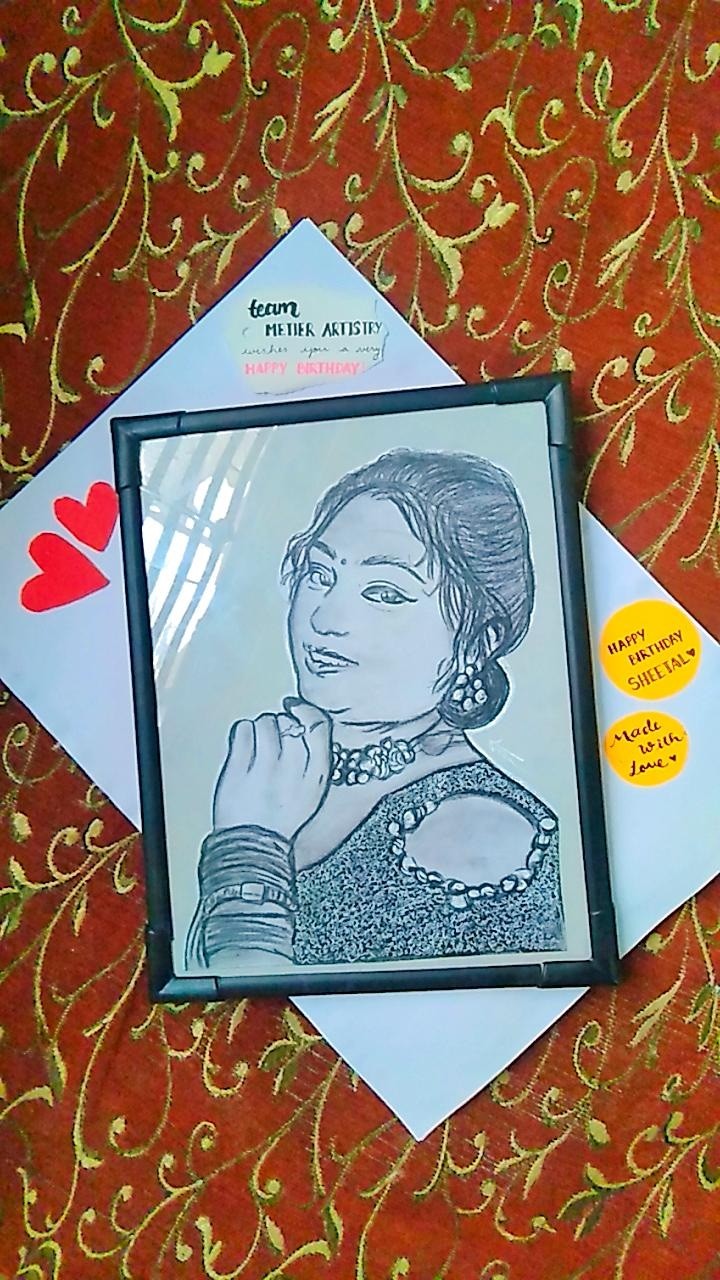 team
METIER ARTISTRY
wishes you a very
HAPPY BIRTHDAY!
HAPPY
BIRTHDAY
SHEETAL♥
Made
With
Love♥